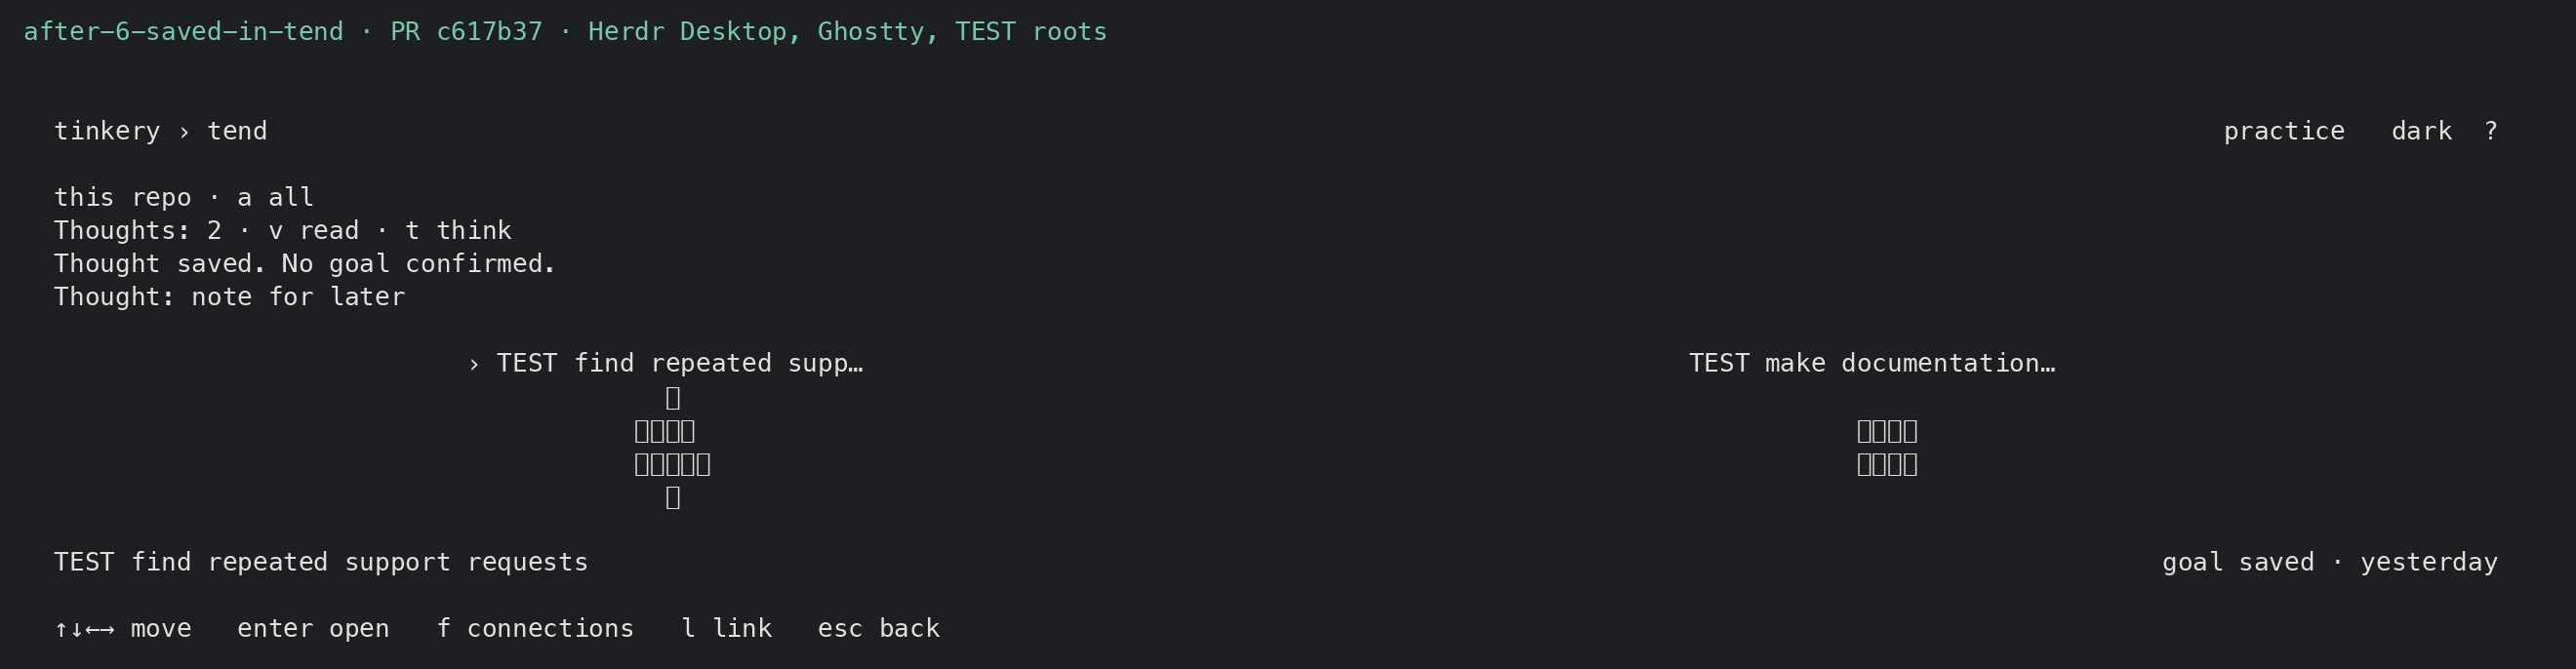 after-6-saved-in-tend · PR c617b37 · Herdr Desktop, Ghostty, TEST roots
tinkery › tend practice dark ?
this repo · a all
Thoughts: 2 · v read · t think
Thought saved. No goal confirmed.
Thought: note for later
› TEST find repeated supp… TEST make documentation…
TEST find repeated support requests goal saved · yesterday
↑↓←→ move enter open f connections l link esc back